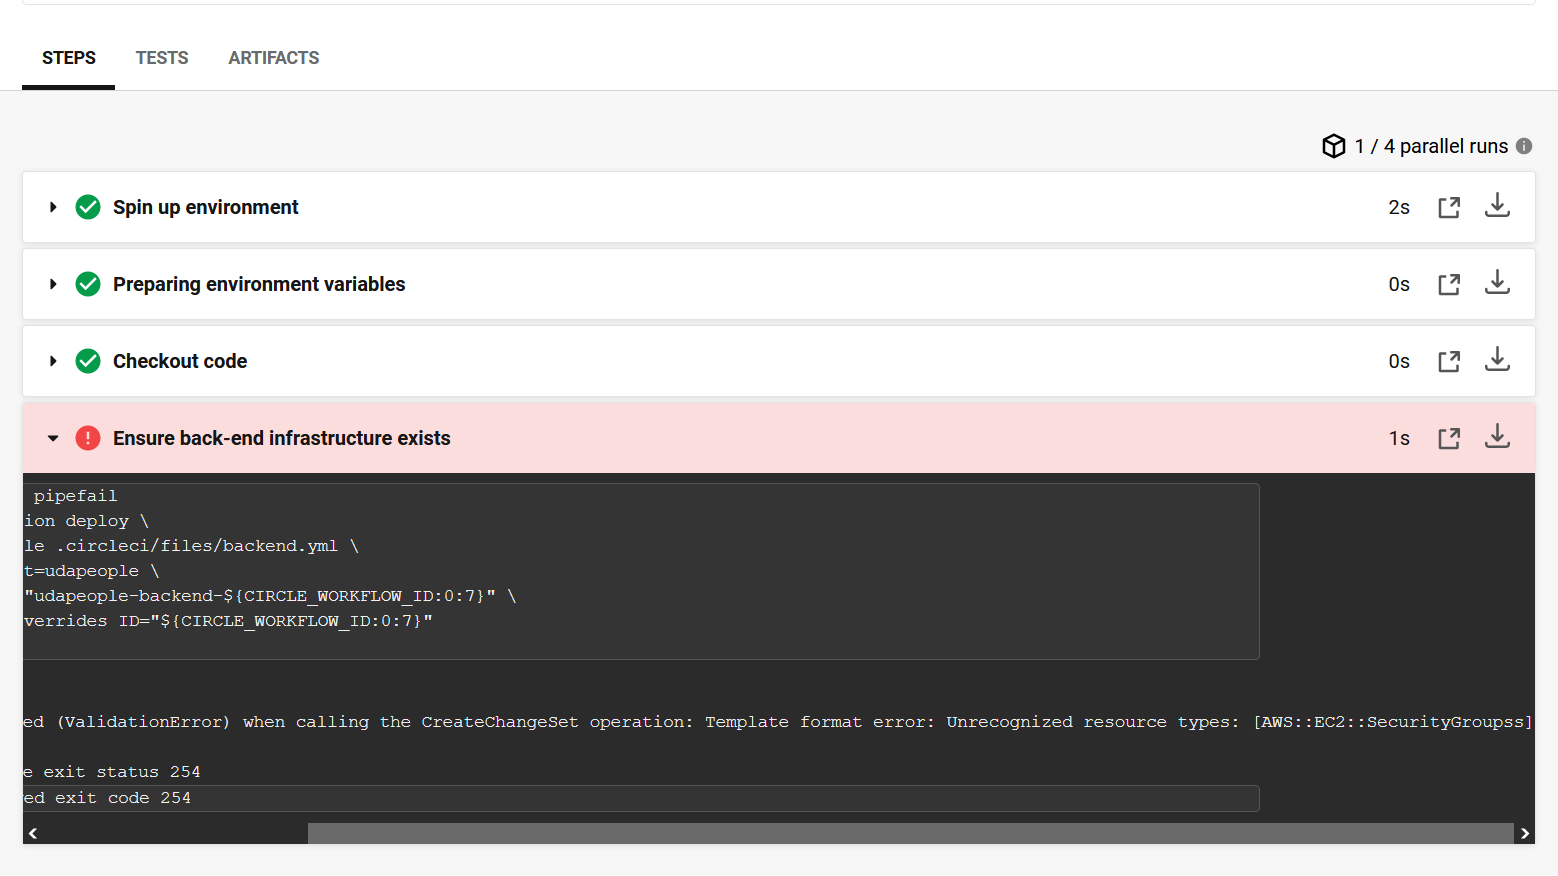 STEPS TESTS ARTIFACTS
1 / 4 parallel runs
Spin up environment 2s
Preparing environment variables 0s
Checkout code 0s
Ensure back-end infrastructure exists 1s
pipefail
ion deploy \
le .circleci/files/backend.yml \
t=udapeople \
"udapeople-backend-${CIRCLE_WORKFLOW_ID:0:7}" \
verrides ID="${CIRCLE_WORKFLOW_ID:0:7}"
ed (ValidationError) when calling the CreateChangeSet operation: Template format error: Unrecognized resource types: [AWS::EC2::SecurityGroupss]
e exit status 254
ed exit code 254